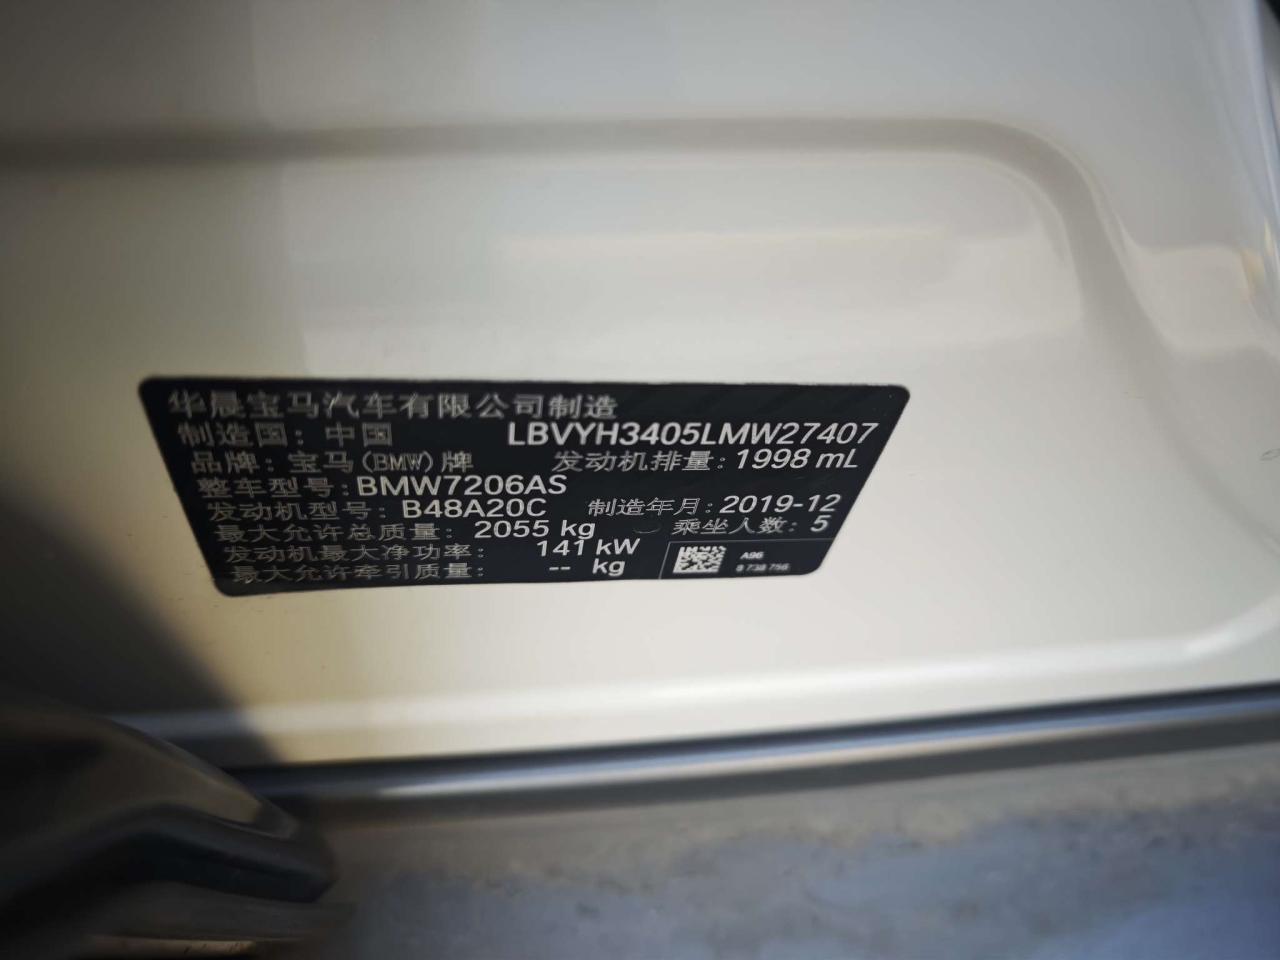 华晨宝马汽车有限公司制造
制造国：中国 LBVYH3405LMW27407
品牌：宝马(BMW)牌 发动机排量：1998 mL
整车型号：BMW7206AS
发动机型号：B48A20C 制造年月：2019-12
最大允许总质量：2055 kg 乘坐人数：5
发动机最大净功率：141 kW
最大允许牵引质量：-- kg
A96
8 738 756